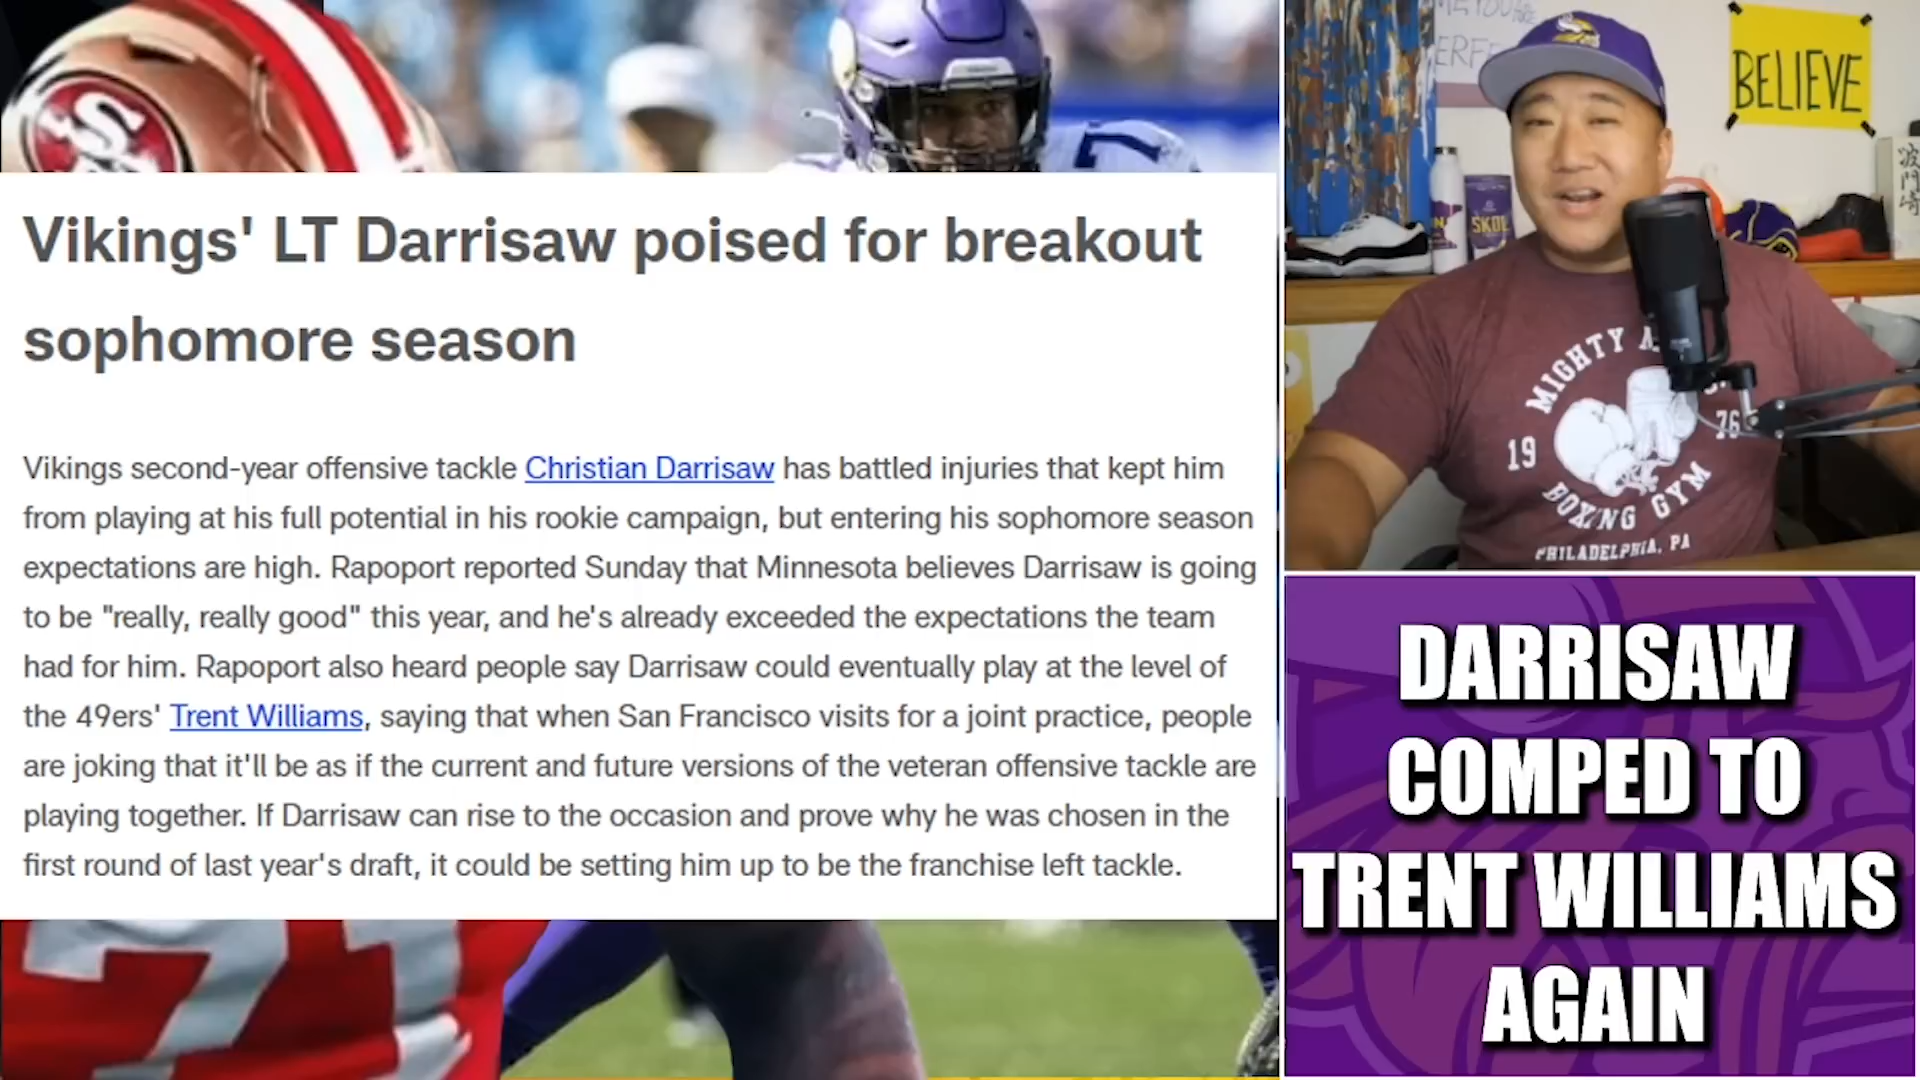 Vikings' LT Darrisaw poised for breakout
sophomore season
Vikings second-year offensive tackle Christian Darrisaw has battled injuries that kept him
from playing at his full potential in his rookie campaign, but entering his sophomore season
expectations are high. Rapoport reported Sunday that Minnesota believes Darrisaw is going
to be "really, really good" this year, and he's already exceeded the expectations the team
had for him. Rapoport also heard people say Darrisaw could eventually play at the level of
the 49ers' Trent Williams, saying that when San Francisco visits for a joint practice, people
are joking that it'll be as if the current and future versions of the veteran offensive tackle are
playing together. If Darrisaw can rise to the occasion and prove why he was chosen in the
first round of last year's draft, it could be setting him up to be the franchise left tackle.
7
71
BELIEVE
SKOL
MIGHTY
19 76
BOXING GYM
PHILADELPHIA, PA
DARRISAW
COMPED TO
TRENT WILLIAMS
AGAIN